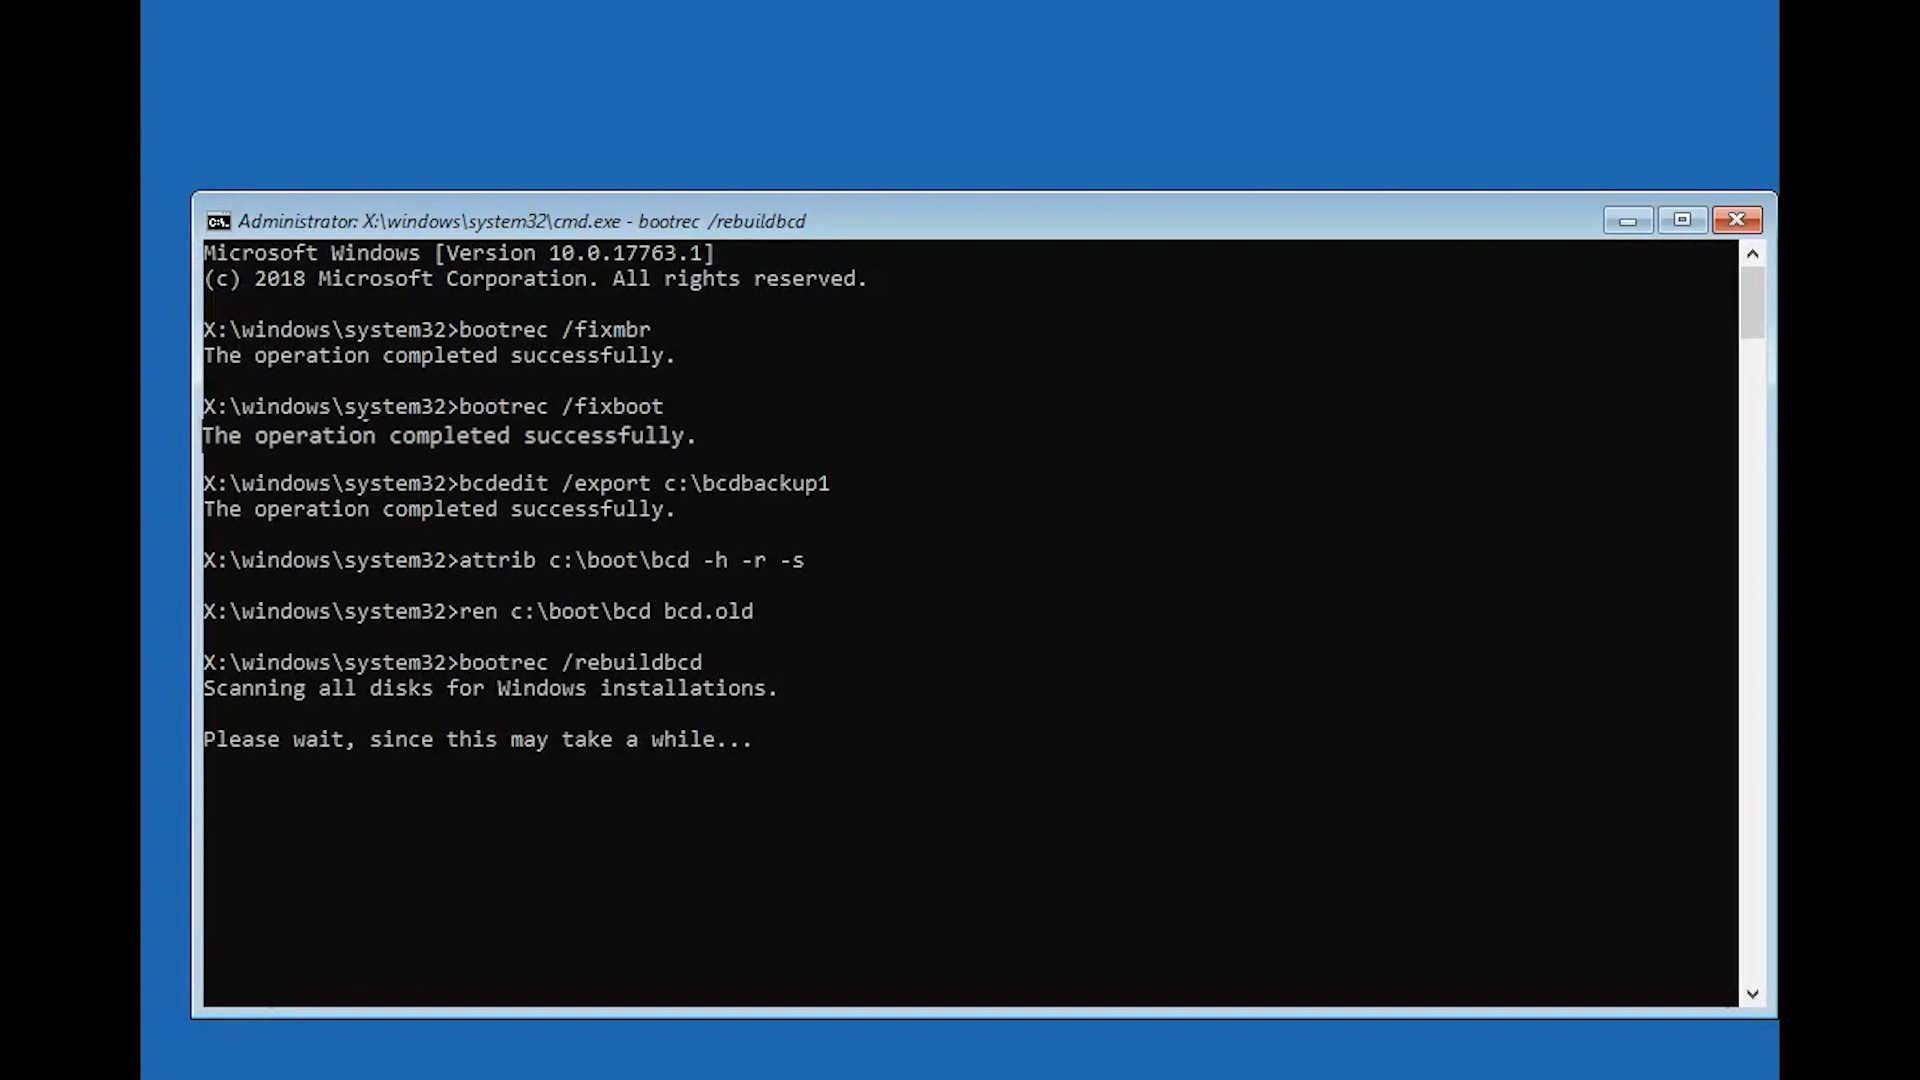 Administrator: X:\windows\system32\cmd.exe - bootrec /rebuildbcd
Microsoft Windows [Version 10.0.17763.1]
(c) 2018 Microsoft Corporation. All rights reserved.
X:\windows\system32>bootrec /fixmbr
The operation completed successfully.
X:\windows\system32>bootrec /fixboot
The operation completed successfully.
X:\windows\system32>bcdedit /export c:\bcdbackup1
The operation completed successfully.
X:\windows\system32>attrib c:\boot\bcd -h -r -s
X:\windows\system32>ren c:\boot\bcd bcd.old
X:\windows\system32>bootrec /rebuildbcd
Scanning all disks for Windows installations.
Please wait, since this may take a while...